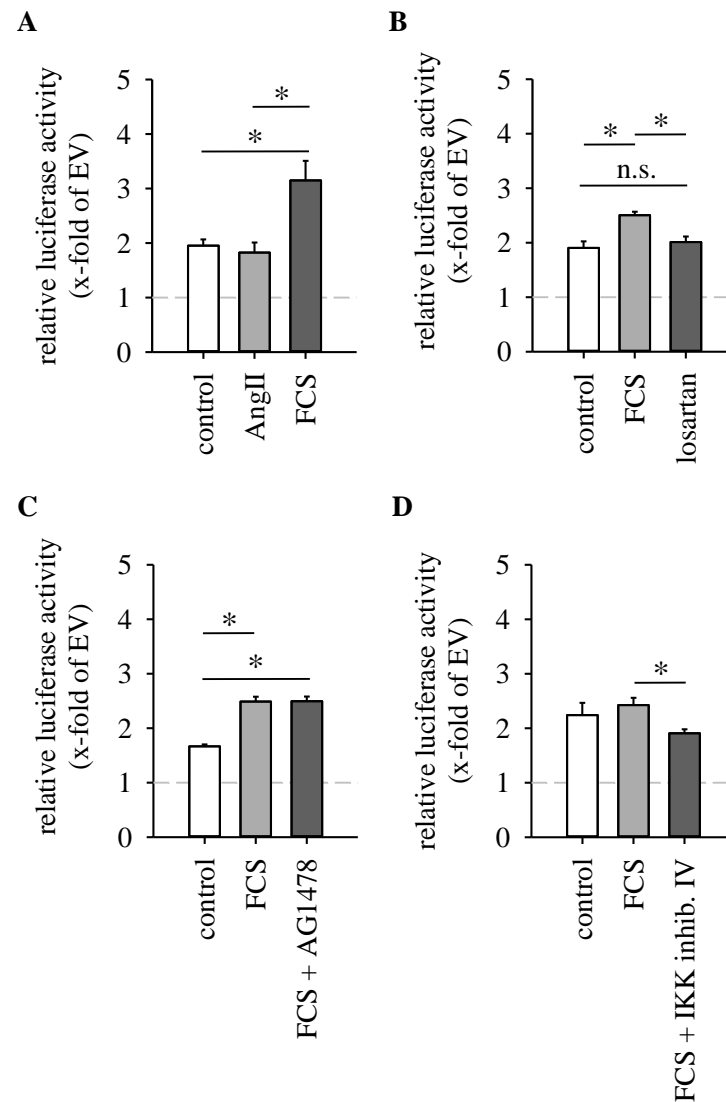 A
relative luciferase activity
(x-fold of EV)
5
4
3
2
1
0
*
*
control
AngII
FCS
B
relative luciferase activity
(x-fold of EV)
5
4
3
2
1
0
* *
n.s.
control
FCS
losartan
C
relative luciferase activity
(x-fold of EV)
5
4
3
2
1
0
*
*
control
FCS
FCS + AG1478
D
relative luciferase activity
(x-fold of EV)
5
4
3
2
1
0
*
control
FCS
FCS + IKK inhib. IV